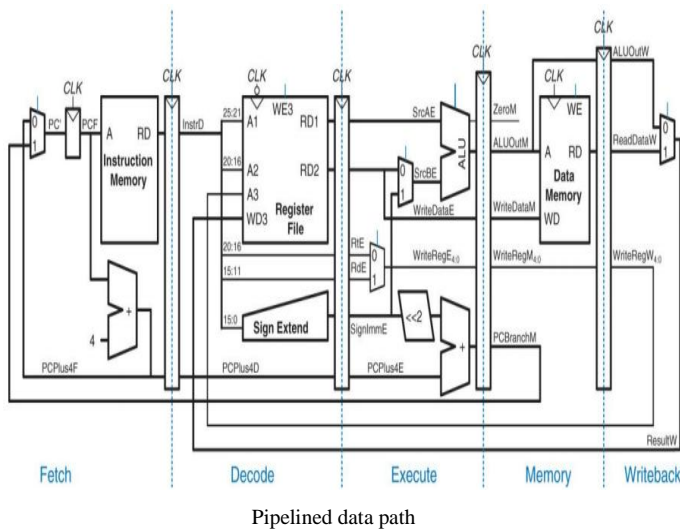 CLK
CLK
CLK
CLK
CLK
CLK
CLK
ALUOutW
0
1
PC'
PCF
A RD
Instruction
Memory
InstrD
25:21
A1
WE3
RD1
20:16
A2
RD2
A3
WD3
Register
File
SrcAE
0
1
SrcBE
ALU
ZeroM
ALUOutM
WE
A RD
Data
Memory
WD
ReadDataW
0
1
WriteDataE
WriteDataM
20:16
RtE
0
15:11
RdE
1
WriteRegE4:0
WriteRegM4:0
WriteRegW4:0
15:0
Sign Extend
SignImmE
<<2
+
4
+
PCBranchM
PCPlus4F
PCPlus4D
PCPlus4E
ResultW
Fetch
Decode
Execute
Memory
Writeback
Pipelined data path